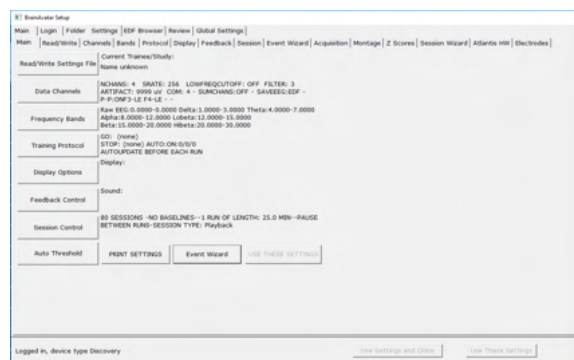 Brainavatar Setup
Main | Login | Folder Settings | EDF Browser | Review | Global Settings |
Main | Read/Write | Channels | Bands | Protocol | Display | Feedback | Session | Event Wizard | Acquisition | Montage | Z Scores | Session Wizard | Atlantis HW | Electrodes |
Read/Write Settings File
Current Trainee/Study:
Name unknown
Data Channels
NCHANS: 4 SRATE: 256 LOWFREQCUTOFF: OFF FILTER: 3
ARTIFACT: 9999 uV COM: 4 - SUMCHANS:OFF - SAVEEEG:EDF -
Frequency Bands
Raw EEG:0.0000-0.0000 Delta:1.0000-3.0000 Theta:4.0000-7.0000
Alpha:8.0000-12.0000 Lobeta:12.0000-15.0000
Beta:15.0000-20.0000 Hibeta:20.0000-30.0000
Training Protocol
GO: (none)
STOP: (none) AUTO:ON:0/0/0
AUTOUPDATE BEFORE EACH RUN
Display Options
Display:
Feedback Control
Sound:
Session Control
80 SESSIONS -NO BASELINES--1 RUN OF LENGTH: 25.0 MIN--PAUSE
BETWEEN RUNS-SESSION TYPE: Playback
Auto Threshold
PRINT SETTINGS
Event Wizard
USE THESE SETTINGS
Logged in, device type Discovery
Use Settings and Close
Use These Settings